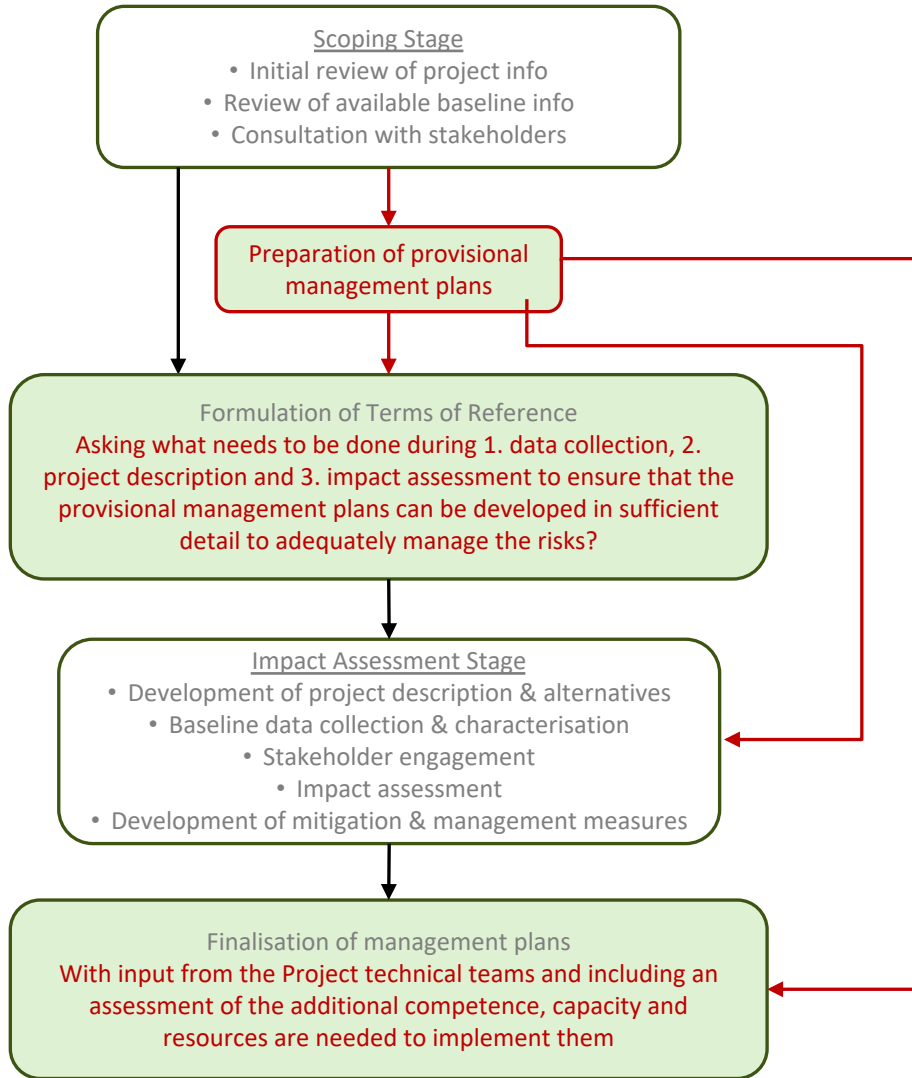 Scoping Stage
• Initial review of project info
• Review of available baseline info
• Consultation with stakeholders
Preparation of provisional
management plans
Formulation of Terms of Reference
Asking what needs to be done during 1. data collection, 2.
project description and 3. impact assessment to ensure that the
provisional management plans can be developed in sufficient
detail to adequately manage the risks?
Impact Assessment Stage
• Development of project description & alternatives
• Baseline data collection & characterisation
• Stakeholder engagement
• Impact assessment
• Development of mitigation & management measures
Finalisation of management plans
With input from the Project technical teams and including an
assessment of the additional competence, capacity and
resources are needed to implement them